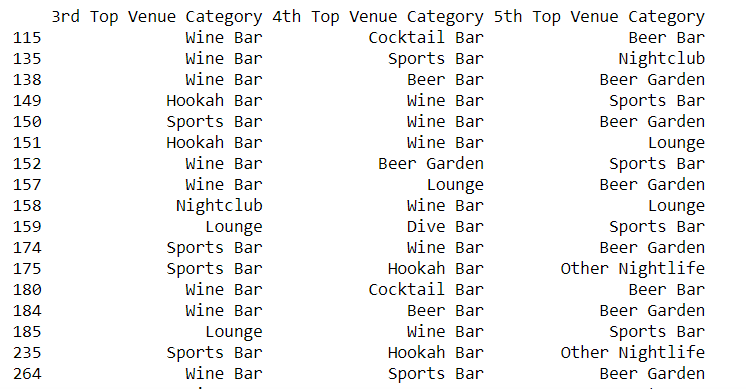 3rd Top Venue Category 4th Top Venue Category 5th Top Venue Category
115 Wine Bar Cocktail Bar Beer Bar
135 Wine Bar Sports Bar Nightclub
138 Wine Bar Beer Bar Beer Garden
149 Hookah Bar Wine Bar Sports Bar
150 Sports Bar Wine Bar Beer Garden
151 Hookah Bar Wine Bar Lounge
152 Wine Bar Beer Garden Sports Bar
157 Wine Bar Lounge Beer Garden
158 Nightclub Wine Bar Lounge
159 Lounge Dive Bar Sports Bar
174 Sports Bar Wine Bar Beer Garden
175 Sports Bar Hookah Bar Other Nightlife
180 Wine Bar Cocktail Bar Beer Bar
184 Wine Bar Beer Bar Beer Garden
185 Lounge Wine Bar Sports Bar
235 Sports Bar Hookah Bar Other Nightlife
264 Wine Bar Sports Bar Beer Garden